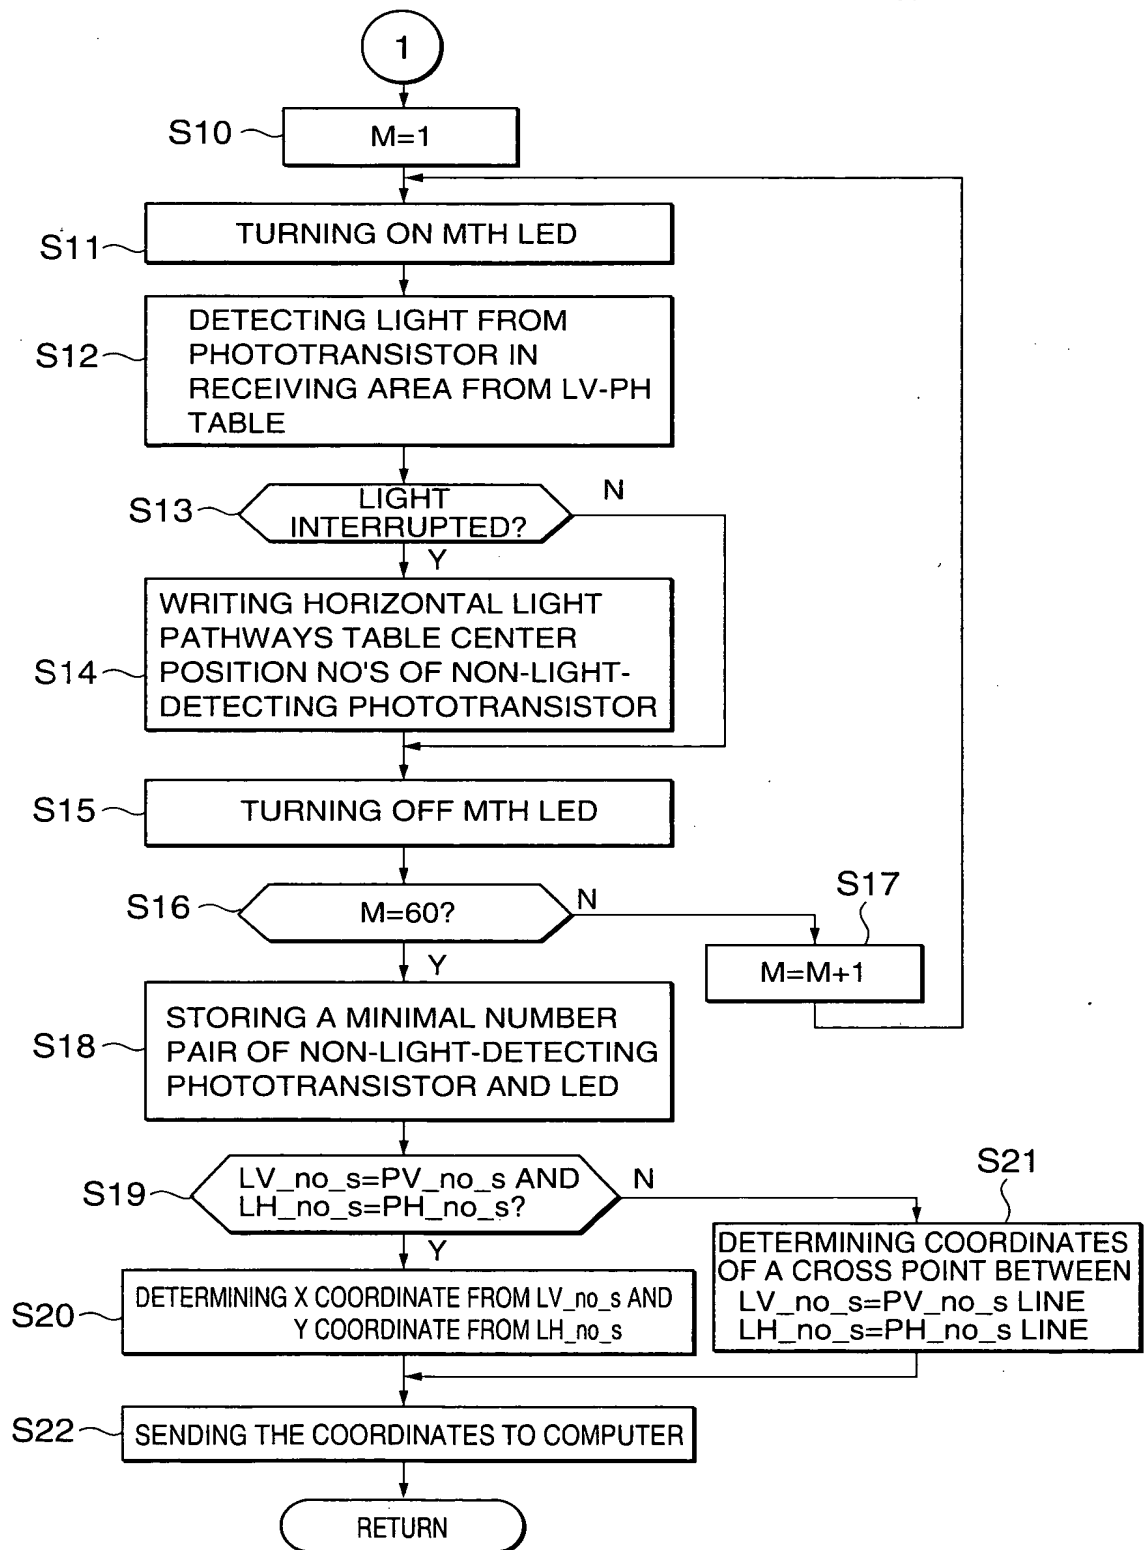 1
S10
M=1
S11
TURNING ON MTH LED
S12
DETECTING LIGHT FROM
PHOTOTRANSISTOR IN
RECEIVING AREA FROM LV-PH
TABLE
S13
LIGHT
INTERRUPTED?
N
Y
S14
WRITING HORIZONTAL LIGHT
PATHWAYS TABLE CENTER
POSITION NO'S OF NON-LIGHT-
DETECTING PHOTOTRANSISTOR
S15
TURNING OFF MTH LED
S16
M=60?
N
Y
S17
M=M+1
S18
STORING A MINIMAL NUMBER
PAIR OF NON-LIGHT-DETECTING
PHOTOTRANSISTOR AND LED
S19
LV_no_s=PV_no_s AND
LH_no_s=PH_no_s?
N
Y
S21
DETERMINING COORDINATES
OF A CROSS POINT BETWEEN
LV_no_s=PV_no_s LINE
LH_no_s=PH_no_s LINE
S20
DETERMINING X COORDINATE FROM LV_no_s AND
Y COORDINATE FROM LH_no_s
S22
SENDING THE COORDINATES TO COMPUTER
RETURN